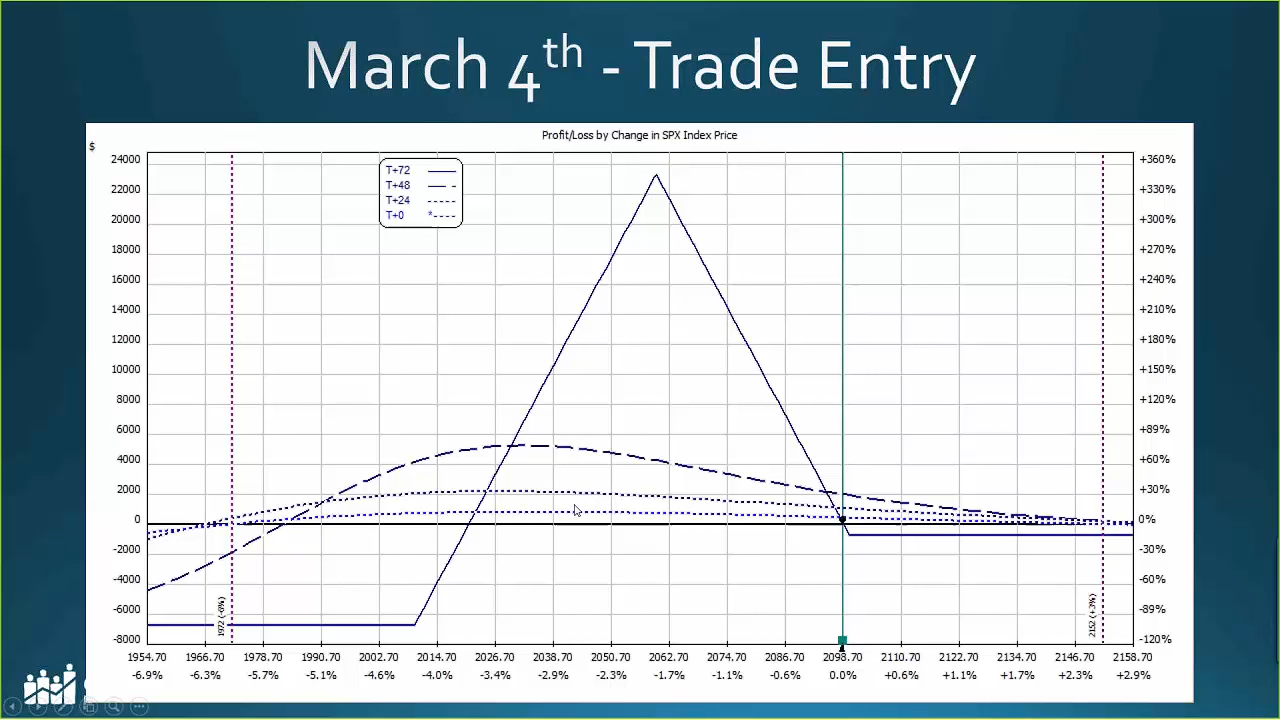 March 4th - Trade Entry
Profit/Loss by Change in SPX Index Price
$
T+72
T+48
T+24
T+0 *
24000 +360%
22000 +330%
20000 +300%
18000 +270%
16000 +240%
14000 +210%
12000 +180%
10000 +150%
8000 +120%
6000 +89%
4000 +60%
2000 +30%
0 0%
-2000 -30%
-4000 -60%
-6000 -89%
-8000 -120%
1972 (-6%)
2152 (+3%)
1954.70 1966.70 1978.70 1990.70 2002.70 2014.70 2026.70 2038.70 2050.70 2062.70 2074.70 2086.70 2098.70 2110.70 2122.70 2134.70 2146.70 2158.70
-6.9% -6.3% -5.7% -5.1% -4.6% -4.0% -3.4% -2.9% -2.3% -1.7% -1.1% -0.6% 0.0% +0.6% +1.1% +1.7% +2.3% +2.9%